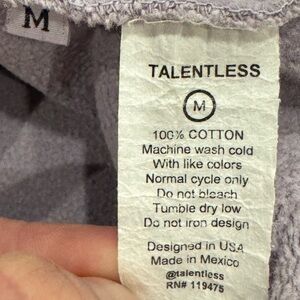 M
TALENTLESS
M
100% COTTON
Machine wash cold
With like colors
Normal cycle only
Do not bleach
Tumble dry low
Do not iron design
Designed in USA
Made in Mexico
@talentless
RN# 119475